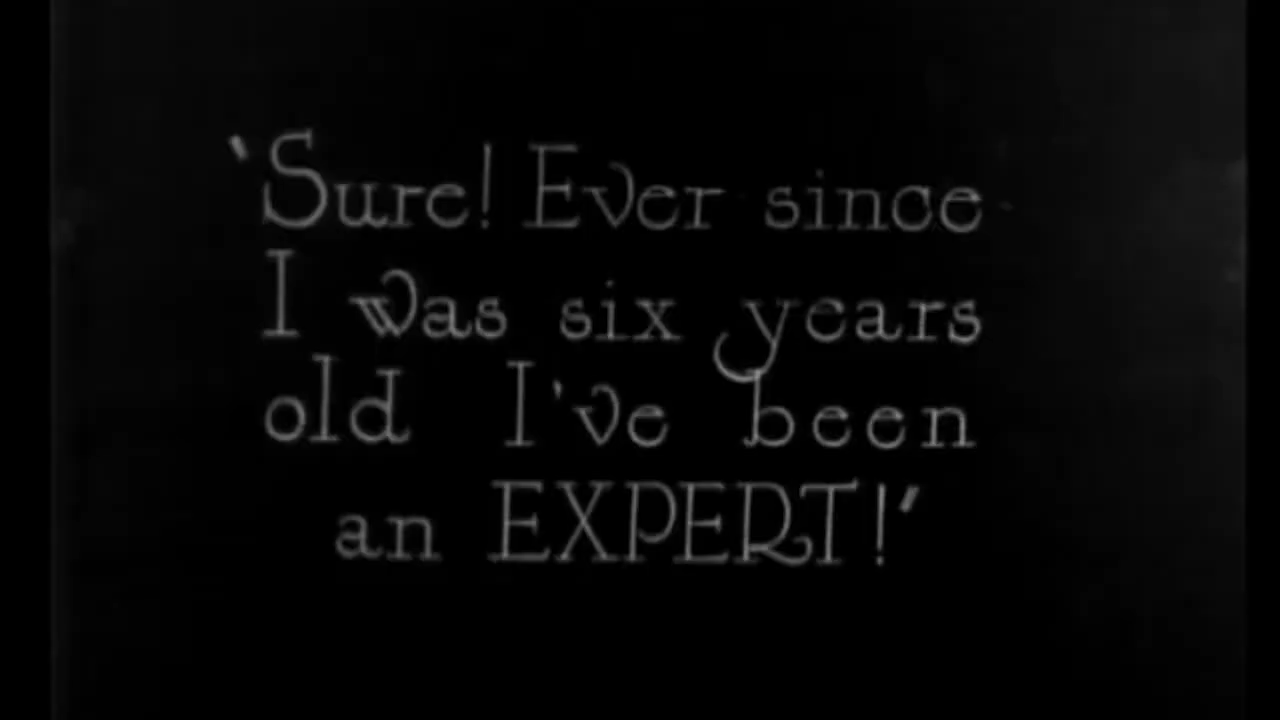 'Sure! Ever since
I was six years
old I've been
an EXPERT!'